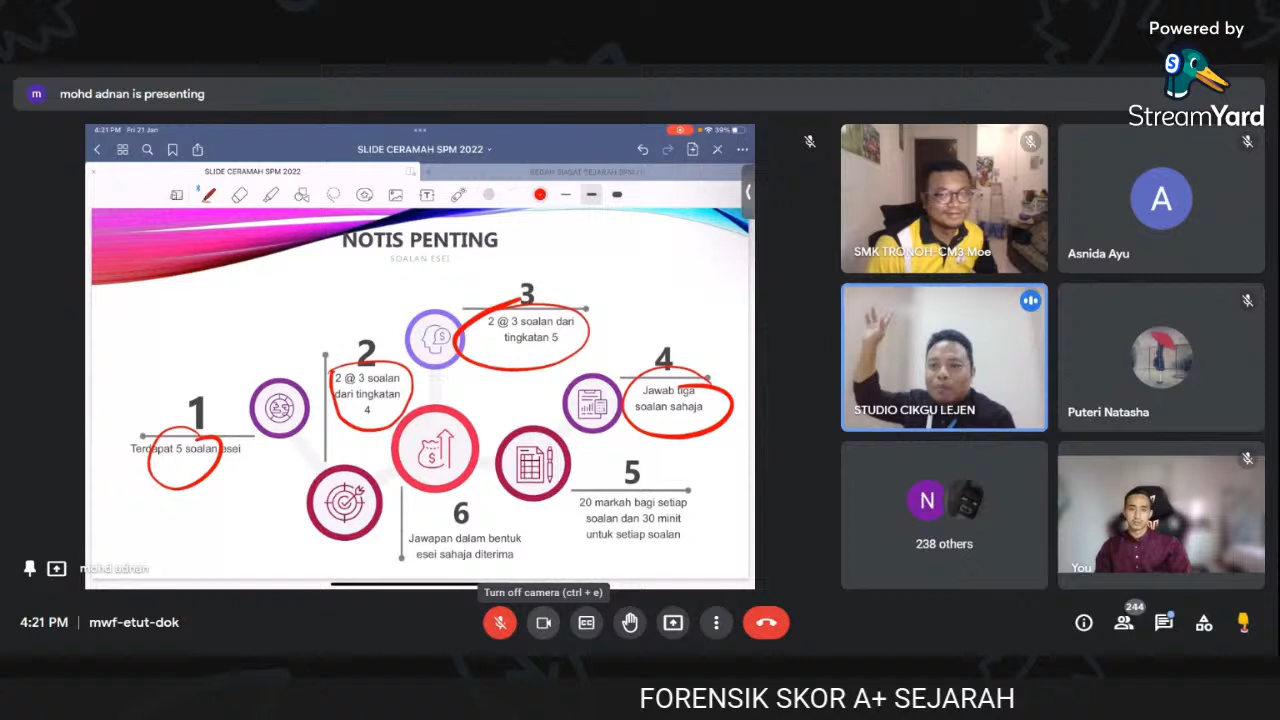 Powered by
StreamYard
m mohd adnan is presenting
4:21 PM Fri 21 Jan
39%
SLIDE CERAMAH SPM 2022
SLIDE CERAMAH SPM 2022
BEDAH SIASAT SEJARAH SPM
NOTIS PENTING
SOALAN ESEI
1
Terdapat 5 soalan esei
2
2 @ 3 soalan
dari tingkatan
4
3
2 @ 3 soalan dari
tingkatan 5
4
Jawab tiga
soalan sahaja
5
20 markah bagi setiap
soalan dan 30 minit
untuk setiap soalan
6
Jawapan dalam bentuk
esei sahaja diterima
mohd adnan
SMK TRONOH-CM3 Moe
A
Asnida Ayu
STUDIO CIKGU LEJEN
Puteri Natasha
N
238 others
You
Turn off camera (ctrl + e)
4:21 PM | mwf-etut-dok
244
FORENSIK SKOR A+ SEJARAH